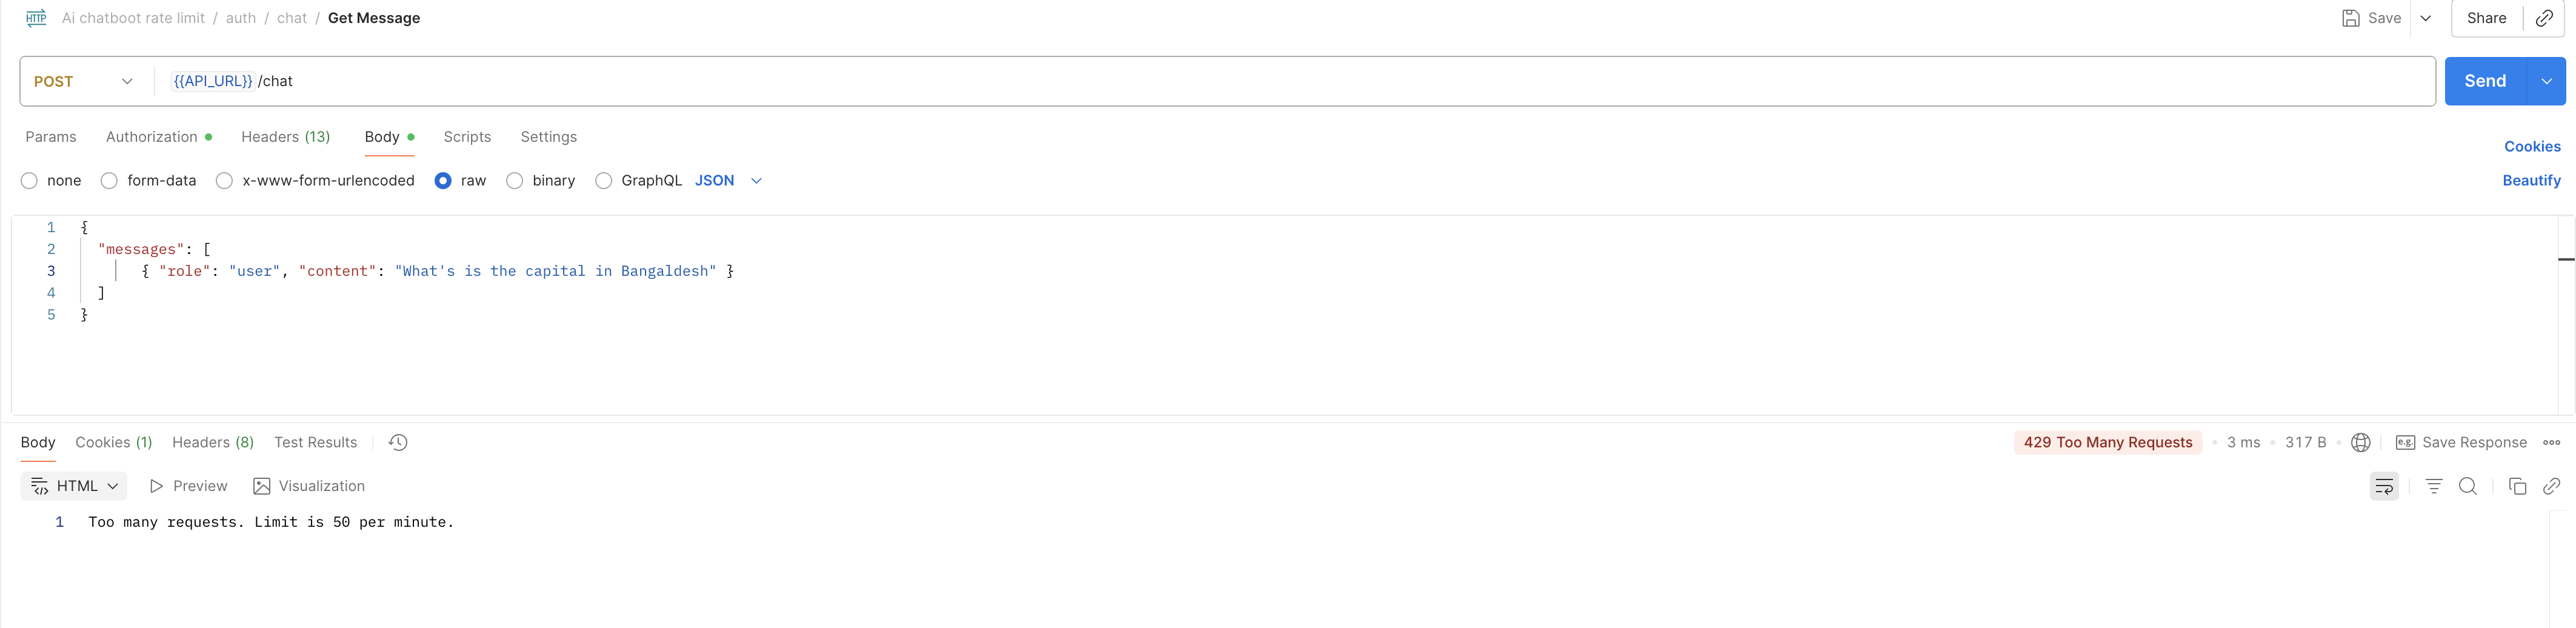 HTTP Ai chatboot rate limit / auth / chat / Get Message Save Share
POST {{API_URL}}/chat Send
Params Authorization Headers (13) Body Scripts Settings Cookies
none form-data x-www-form-urlencoded raw binary GraphQL JSON Beautify
1 {
2 "messages": [
3 { "role": "user", "content": "What's is the capital in Bangaldesh" }
4 ]
5 }
Body Cookies (1) Headers (8) Test Results 429 Too Many Requests 3 ms 317 B e.g. Save Response
HTML Preview Visualization
1 Too many requests. Limit is 50 per minute.